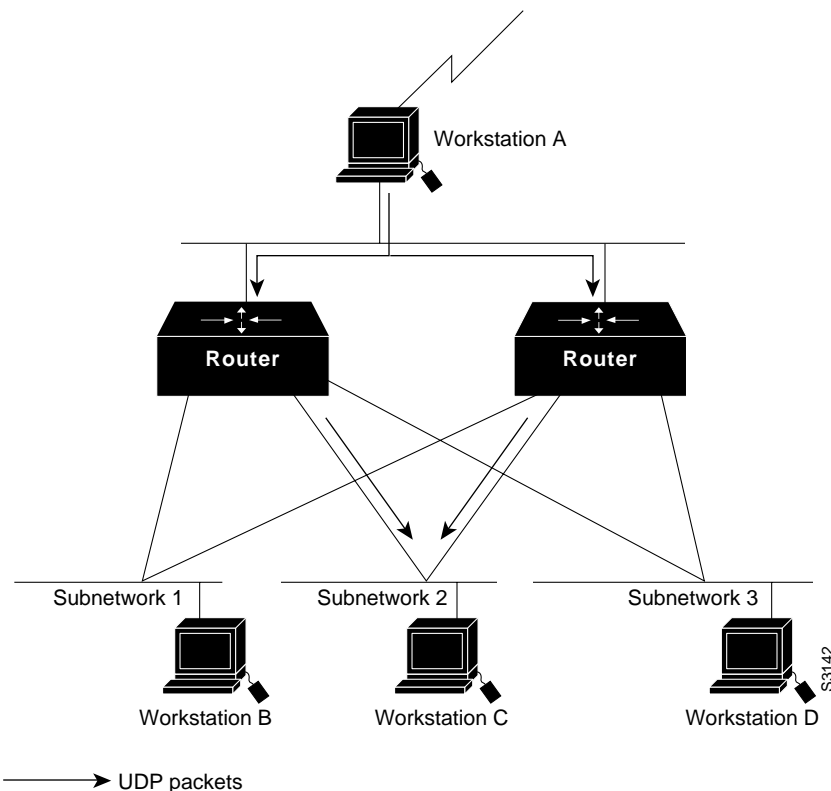 Workstation A
Router
Router
Subnetwork 1
Subnetwork 2
Subnetwork 3
Workstation B
Workstation C
Workstation D
S3142
UDP packets